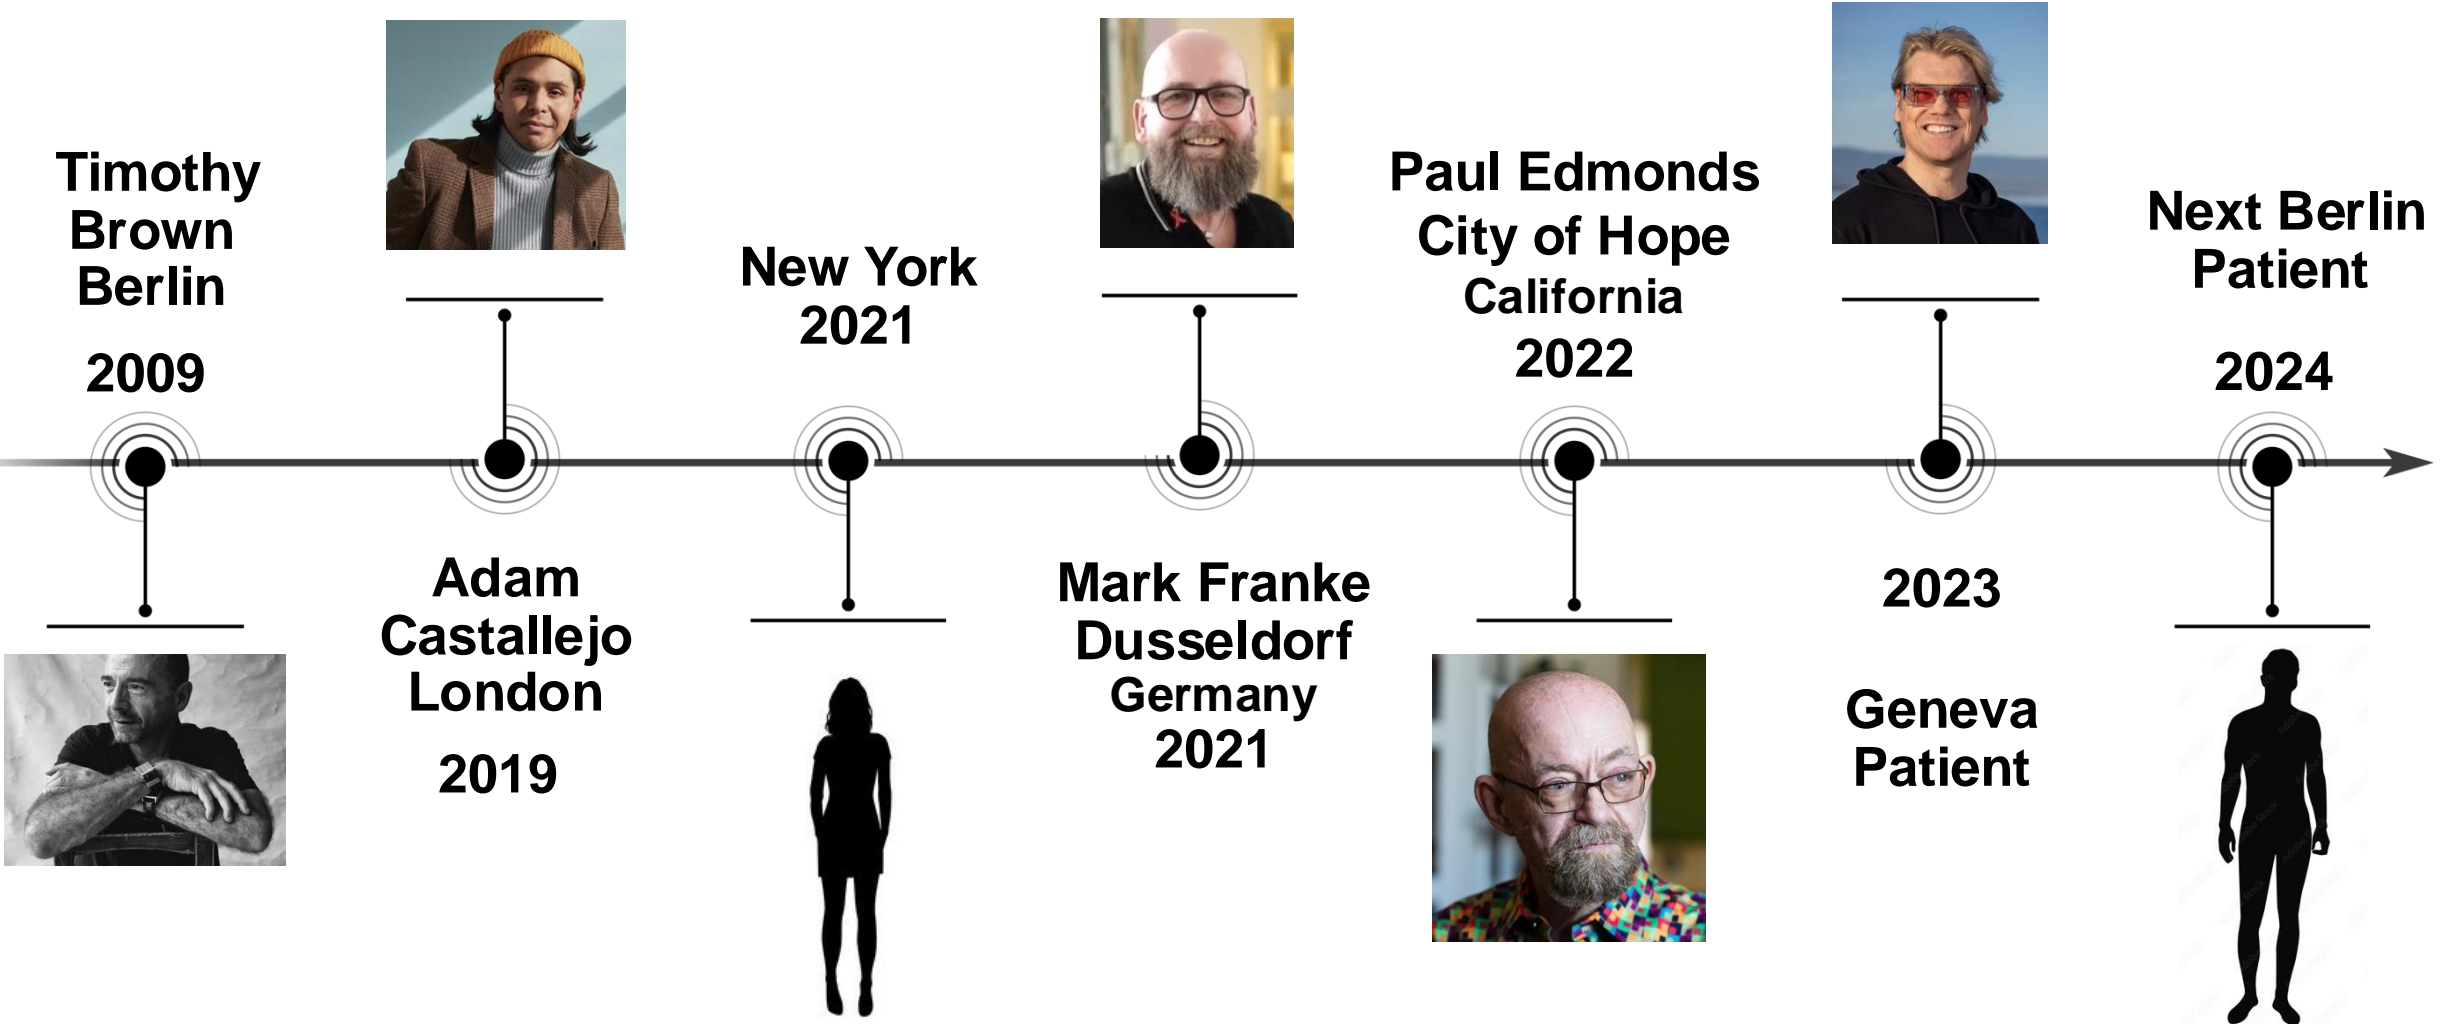 Timothy
Brown
Berlin
2009
Adam
Castallejo
London
2019
New York
2021
Mark Franke
Dusseldorf
Germany
2021
Paul Edmonds
City of Hope
California
2022
2023
Geneva
Patient
Next Berlin
Patient
2024